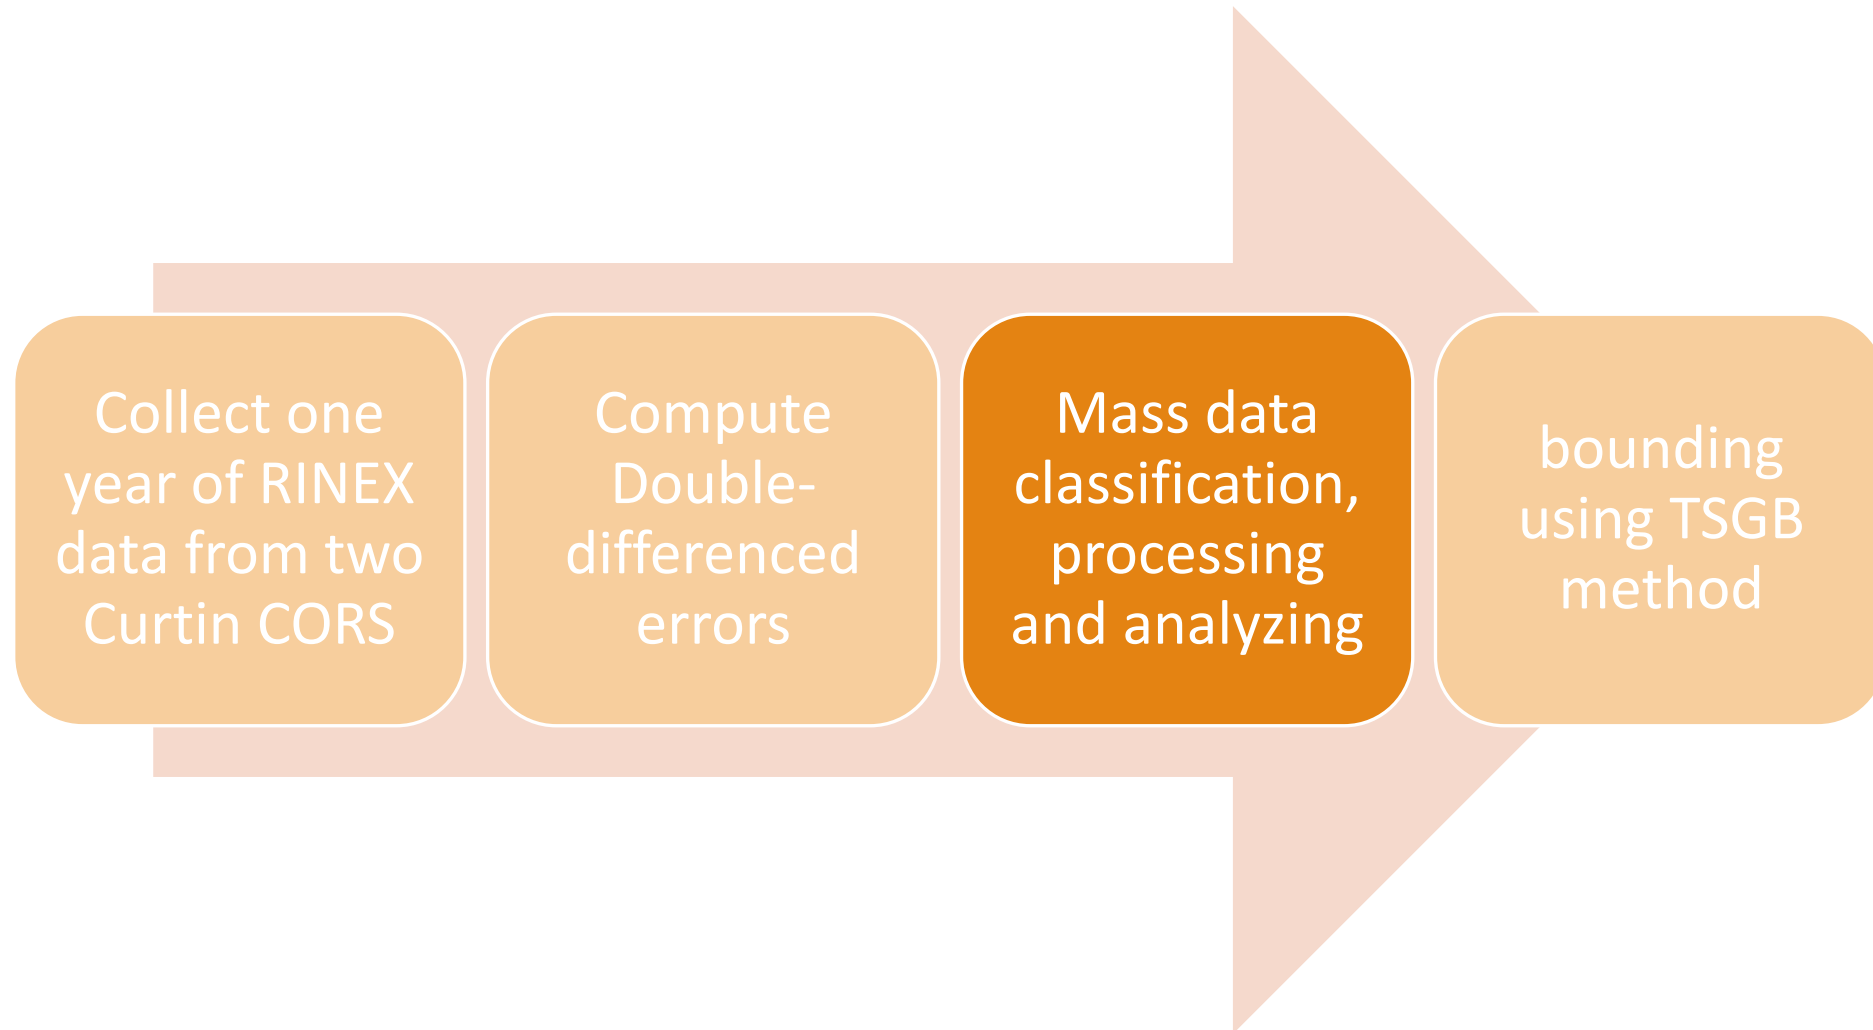 Collect one
year of RINEX
data from two
Curtin CORS
Compute
Double-
differenced
errors
Mass data
classification,
processing
and analyzing
bounding
using TSGB
method